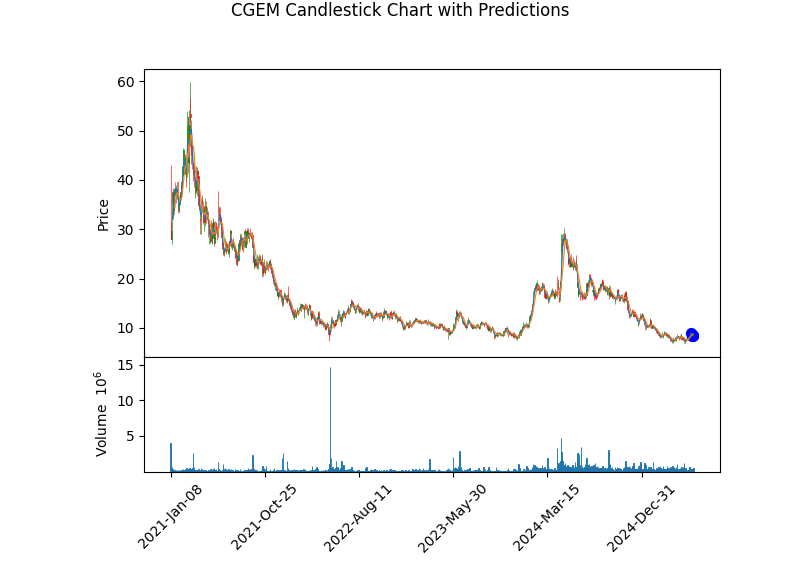 CGEM Candlestick Chart with Predictions
60
50
40
30
20
10
Price
15
10
5
Volume 10^6
2021-Jan-08
2021-Oct-25
2022-Aug-11
2023-May-30
2024-Mar-15
2024-Dec-31